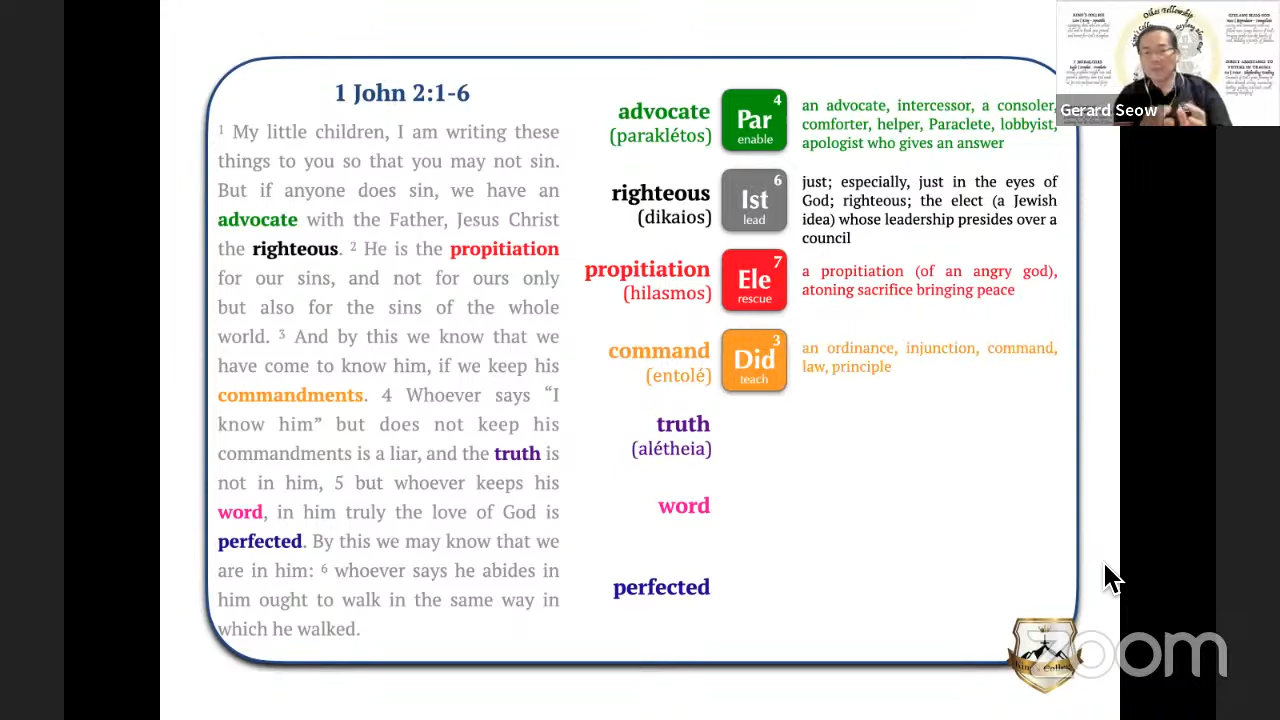 1 John 2:1-6
1 My little children, I am writing these
things to you so that you may not sin.
But if anyone does sin, we have an
advocate with the Father, Jesus Christ
the righteous. 2 He is the propitiation
for our sins, and not for ours only
but also for the sins of the whole
world. 3 And by this we know that we
have come to know him, if we keep his
commandments. 4 Whoever says “I
know him” but does not keep his
commandments is a liar, and the truth is
not in him, 5 but whoever keeps his
word, in him truly the love of God is
perfected. By this we may know that we
are in him: 6 whoever says he abides in
him ought to walk in the same way in
which he walked.
advocate
(paraklétos)
4
Par
enable
an advocate, intercessor, a consoler,
comforter, helper, Paraclete, lobbyist,
apologist who gives an answer
righteous
(dikaios)
6
Ist
lead
just; especially, just in the eyes of
God; righteous; the elect (a Jewish
idea) whose leadership presides over a
council
propitiation
(hilasmos)
7
Ele
rescue
a propitiation (of an angry god),
atoning sacrifice bringing peace
command
(entolé)
3
Did
teach
an ordinance, injunction, command,
law, principle
truth
(alétheia)
word
perfected
Oikos Fellowship
Gerard Seow
King's College
zoom